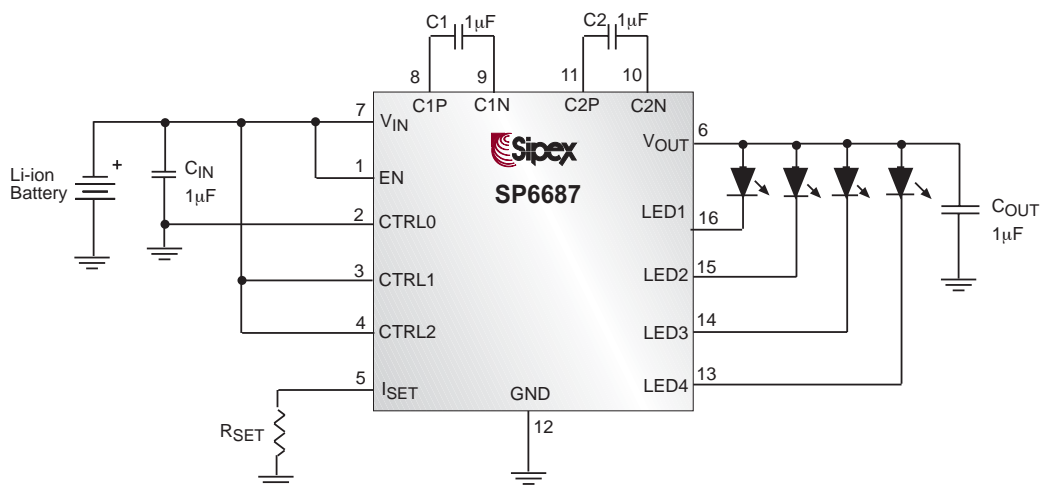 C1 1µF
C2 1µF
8 9 11 10
C1P C1N C2P C2N
7 VIN
VOUT 6
Sipex
SP6687
+
Li-ion
Battery
CIN
1µF
1 EN
2 CTRL0
LED1 16
COUT
1µF
3 CTRL1
LED2 15
4 CTRL2
LED3 14
5 ISET
LED4 13
GND
12
RSET